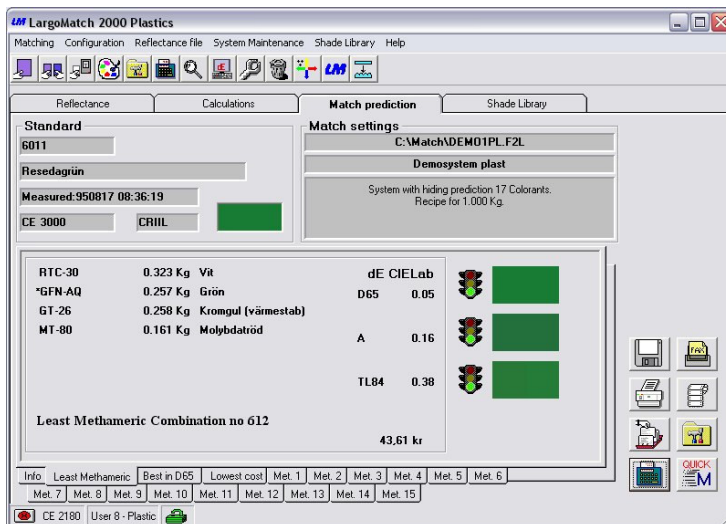 LM LargoMatch 2000 Plastics
Matching Configuration Reflectance file System Maintenance Shade Library Help
LM
Reflectance Calculations Match prediction Shade Library
Standard
6011
Resedagrün
Measured:950817 08:36:19
CE 3000 CRIIL
Match settings
C:\Match\DEMO1PL.F2L
Demosystem plast
System with hiding prediction 17 Colorants.
Recipe for 1.000 Kg.
RTC-30 0.323 Kg Vit
*GFN-AQ 0.257 Kg Grön
GT-26 0.258 Kg Kromgul (värmestab)
MT-80 0.161 Kg Molybdatröd
dE CIELab
D65 0.05
A 0.16
TL84 0.38
Least Methameric Combination no 612
43,61 kr
FAX
QUICK
M
Info Least Methameric Best in D65 Lowest cost Met. 1 Met. 2 Met. 3 Met. 4 Met. 5 Met. 6
Met. 7 Met. 8 Met. 9 Met. 10 Met. 11 Met. 12 Met. 13 Met. 14 Met. 15
CE 2180 User 8 - Plastic